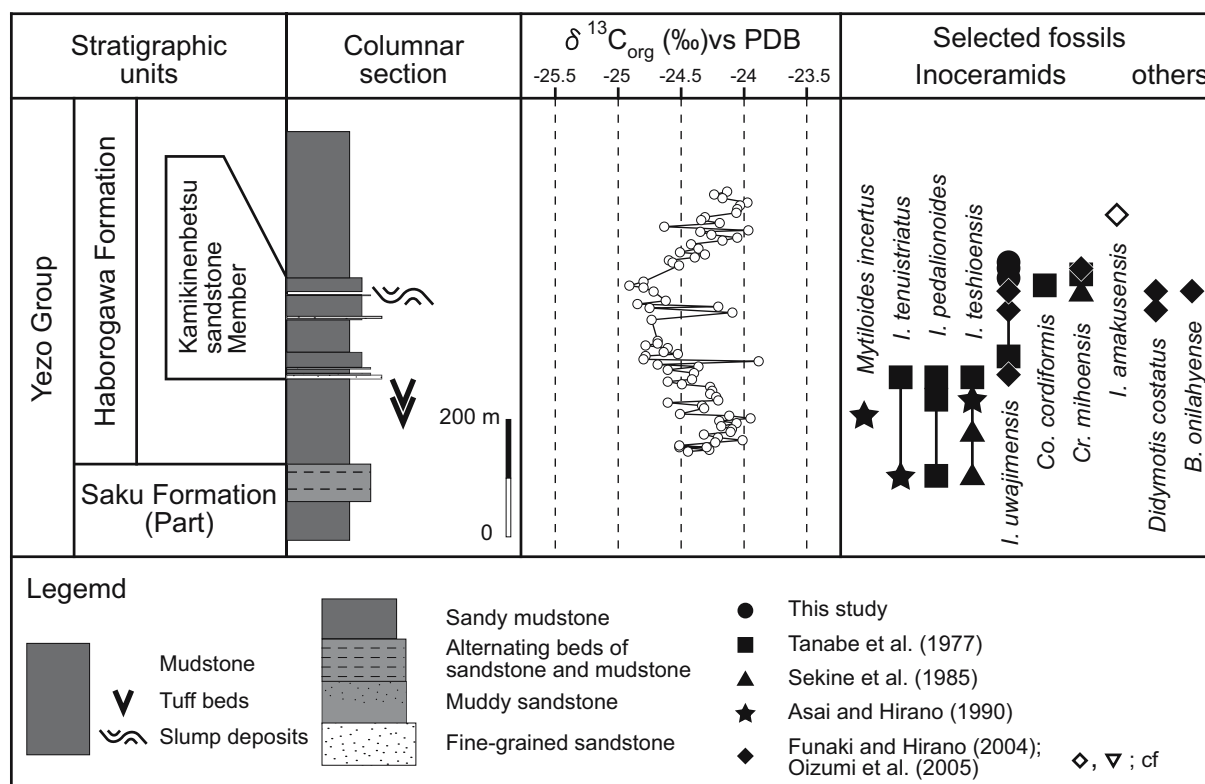 Stratigraphic
units
Columnar
section
δ ¹³C_org (‰)vs PDB
-25.5 -25 -24.5 -24 -23.5
Selected fossils
Inoceramids others
Yezo Group
Haborogawa Formation
Kamikinenbetsu
sandstone
Member
Saku Formation
(Part)
200 m
0
Mytiloides incertus
I. tenuistriatus
I. pedalionoides
I. teshioensis
I. uwajimensis
Co. cordiformis
Cr. mihoensis
I. amakusensis
Didymotis costatus
B. onilahyense
Legemd
Mudstone
Tuff beds
Slump deposits
Sandy mudstone
Alternating beds of
sandstone and mudstone
Muddy sandstone
Fine-grained sandstone
This study
Tanabe et al. (1977)
Sekine et al. (1985)
Asai and Hirano (1990)
Funaki and Hirano (2004);
Oizumi et al. (2005)
, ; cf